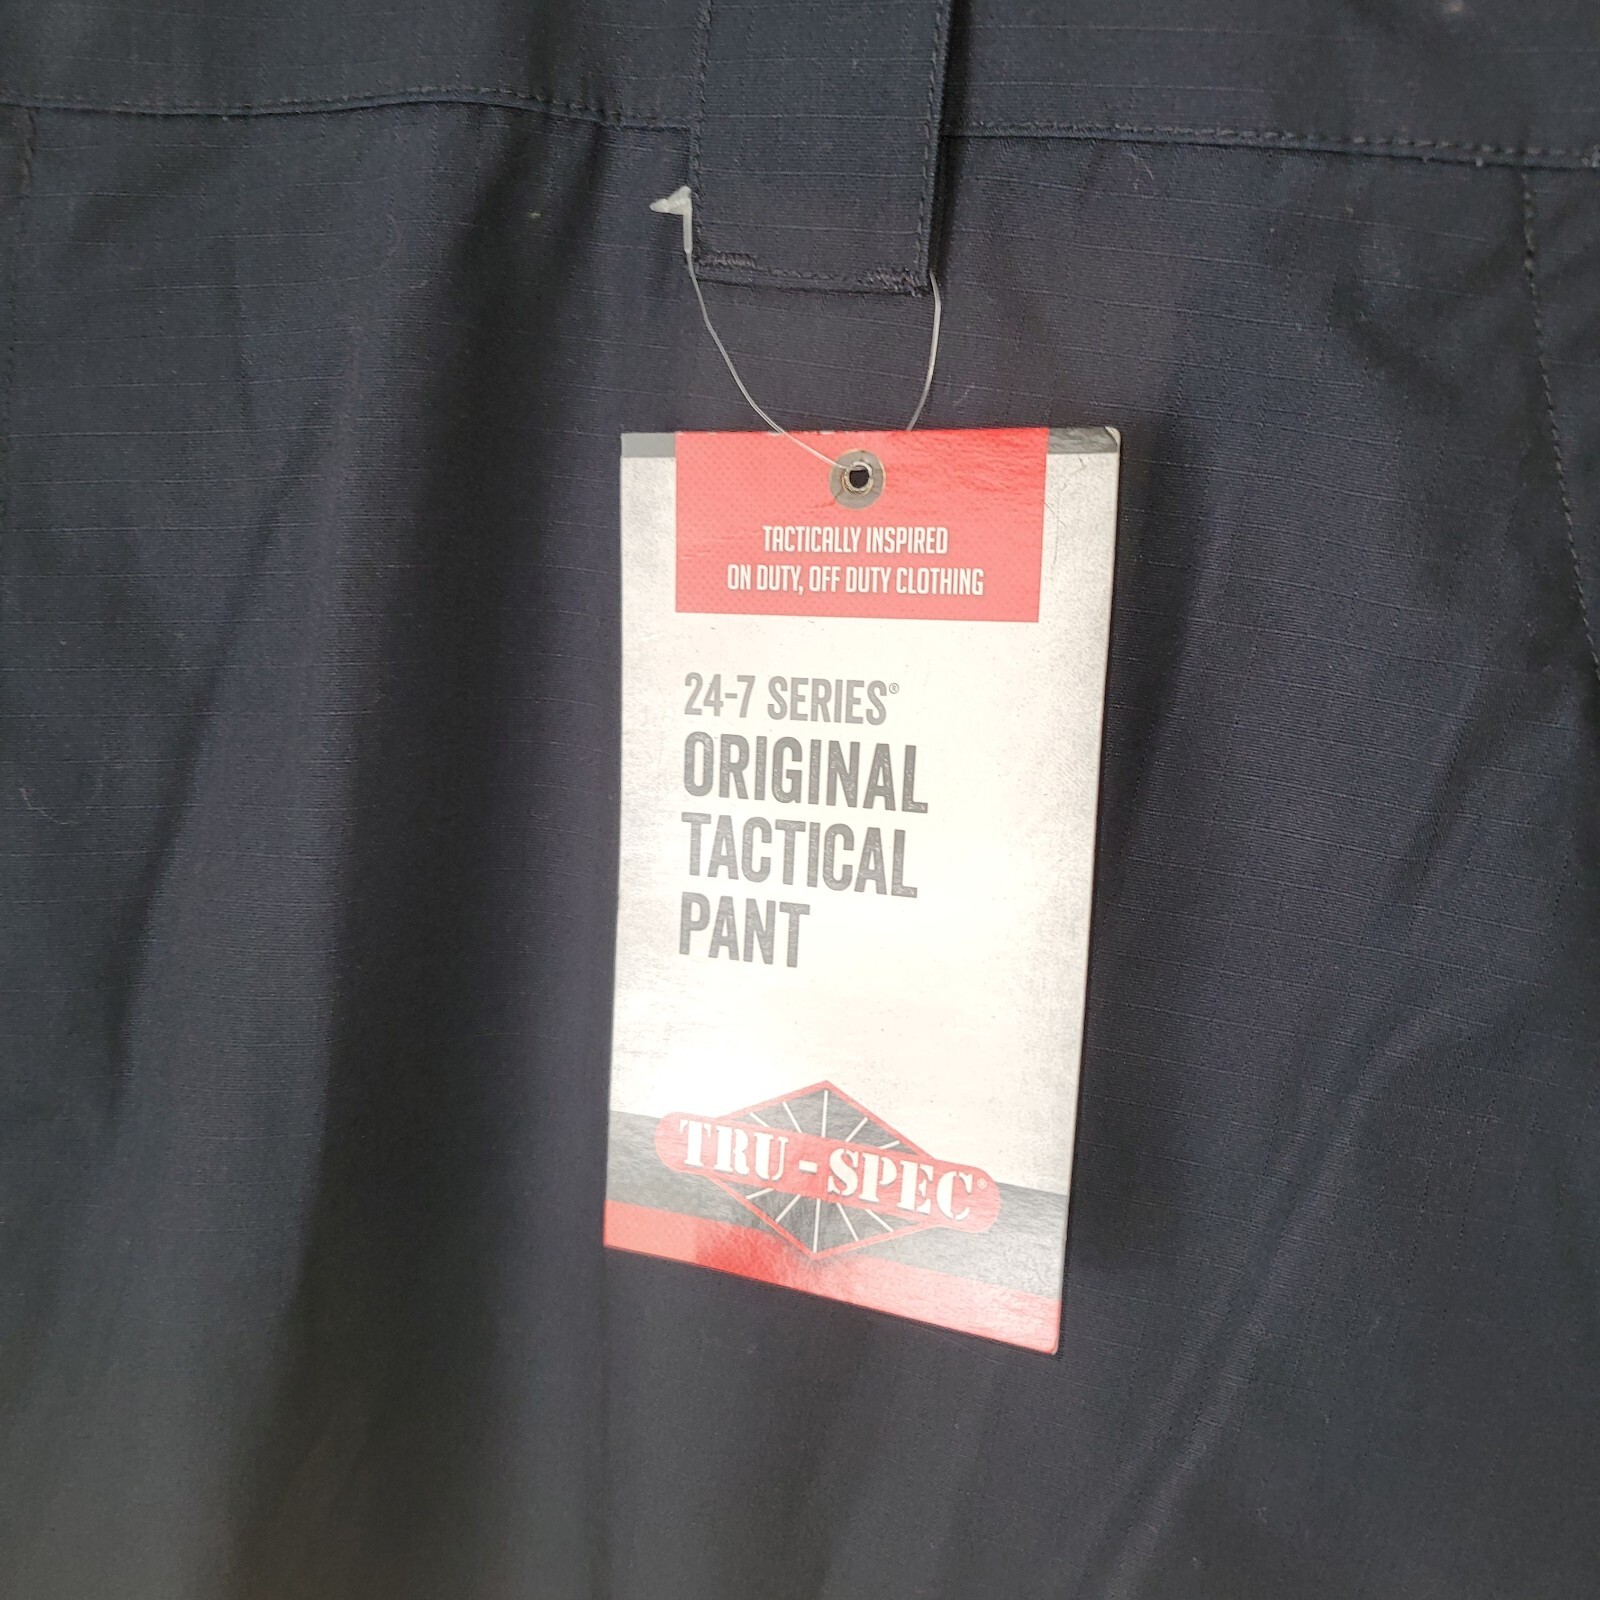 TACTICALLY INSPIRED
ON DUTY, OFF DUTY CLOTHING
24-7 SERIES®
ORIGINAL
TACTICAL
PANT
TRU-SPEC®